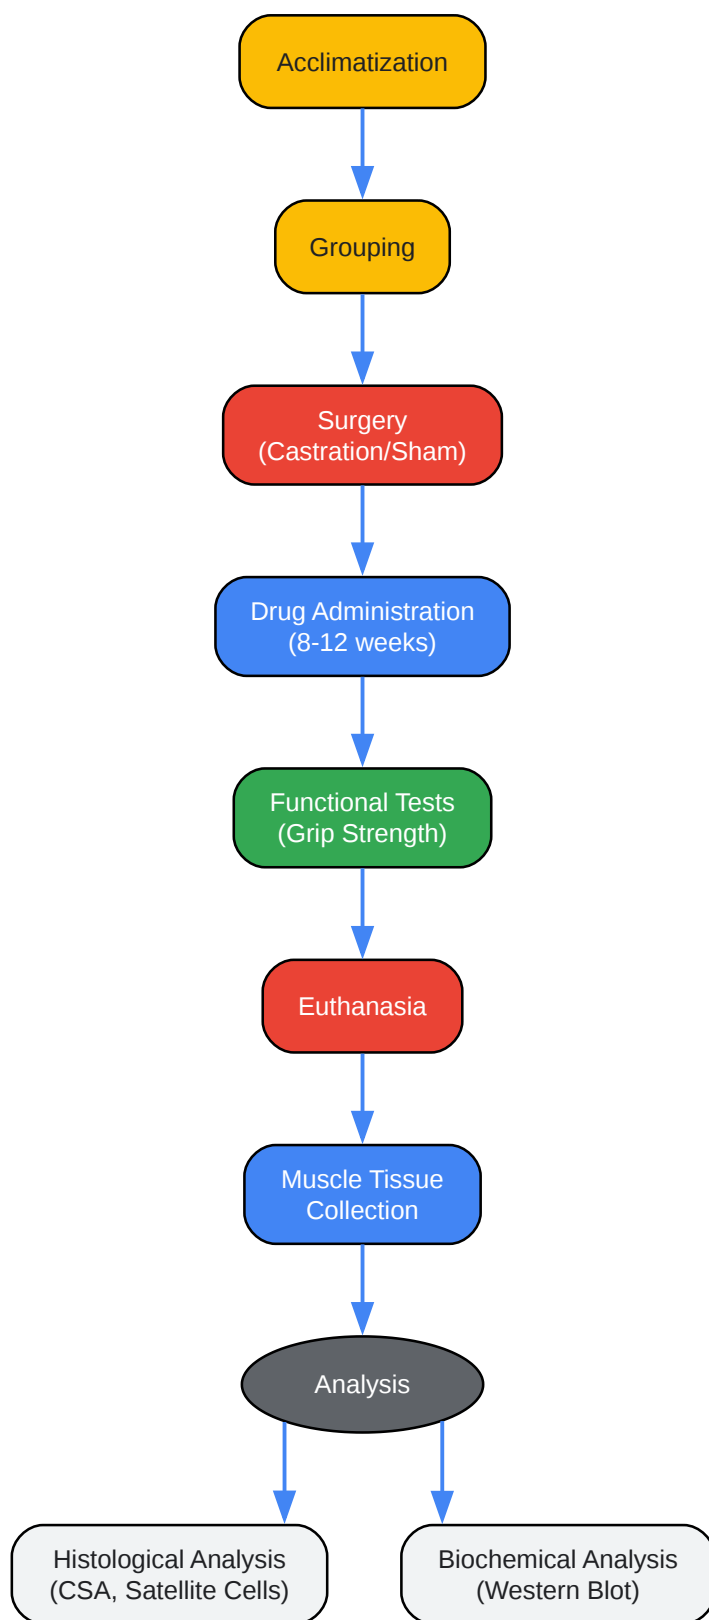 Acclimatization
Grouping
Surgery
(Castration/Sham)
Drug Administration
(8-12 weeks)
Functional Tests
(Grip Strength)
Euthanasia
Muscle Tissue
Collection
Analysis
Histological Analysis
(CSA, Satellite Cells)
Biochemical Analysis
(Western Blot)